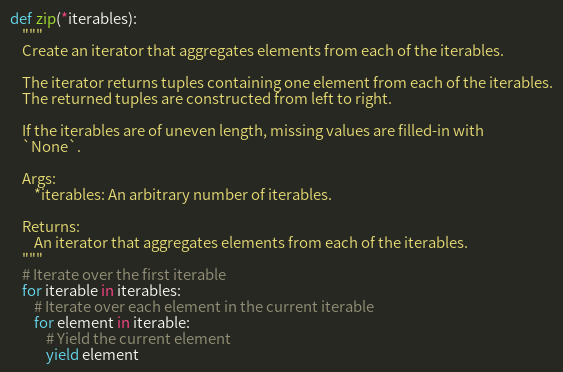 def zip(*iterables):
"""
Create an iterator that aggregates elements from each of the iterables.
The iterator returns tuples containing one element from each of the iterables.
The returned tuples are constructed from left to right.
If the iterables are of uneven length, missing values are filled-in with
`None`.
Args:
*iterables: An arbitrary number of iterables.
Returns:
An iterator that aggregates elements from each of the iterables.
"""
# Iterate over the first iterable
for iterable in iterables:
# Iterate over each element in the current iterable
for element in iterable:
# Yield the current element
yield element